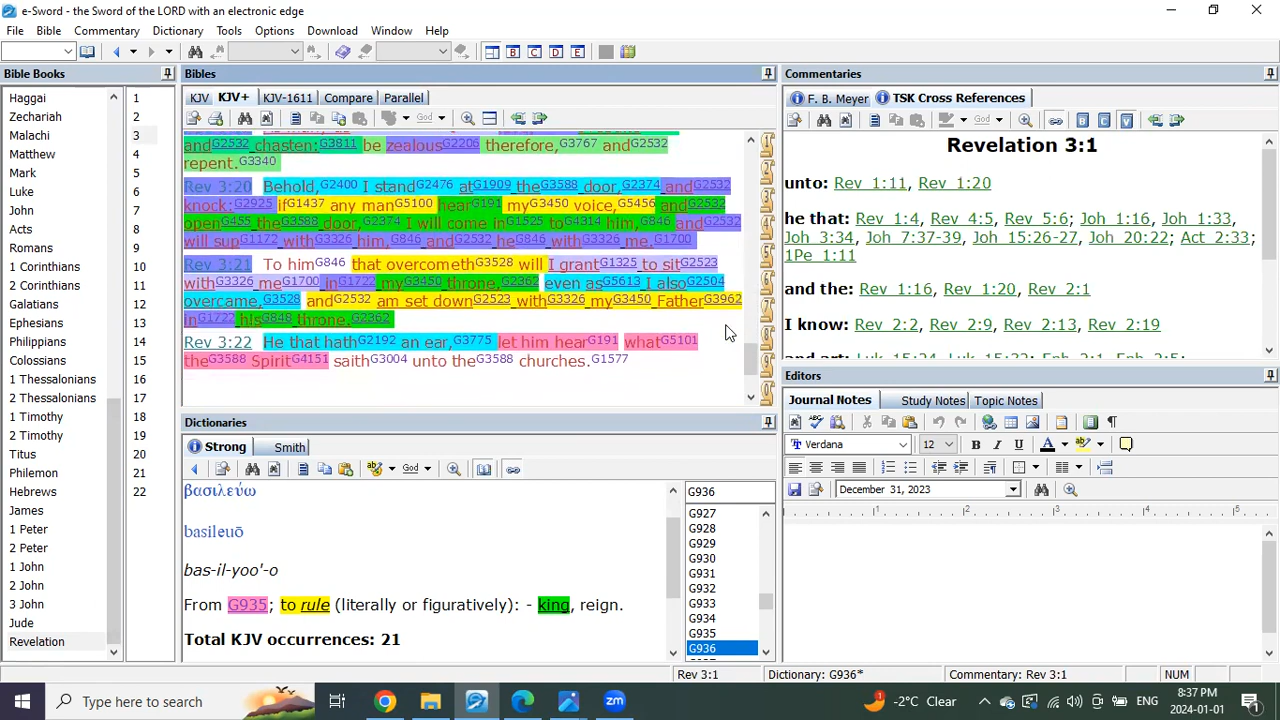 e-Sword - the Sword of the LORD with an electronic edge
File Bible Commentary Dictionary Tools Options Download Window Help
B C D E
Bible Books
Haggai
Zechariah
Malachi
Matthew
Mark
Luke
John
Acts
Romans
1 Corinthians
2 Corinthians
Galatians
Ephesians
Philippians
Colossians
1 Thessalonians
2 Thessalonians
1 Timothy
2 Timothy
Titus
Philemon
Hebrews
James
1 Peter
2 Peter
1 John
2 John
3 John
Jude
Revelation
1
2
3
4
5
6
7
8
9
10
11
12
13
14
15
16
17
18
19
20
21
22
Bibles
KJV KJV+ KJV-1611 Compare Parallel
God
andG2532 chasten:G3811 be zealousG2206 therefore,G3767 andG2532
repent.G3340
Rev 3:20 Behold,G2400 I standG2476 atG1909 theG3588 door,G2374 andG2532
knock:G2925 ifG1437 any manG5100 hearG191 myG3450 voice,G5456 andG2532
openG455 theG3588 door,G2374 I will come inG1525 toG4314 him,G846 andG2532
will supG1172 withG3326 him,G846 andG2532 heG846 withG3326 me.G1700
Rev 3:21 To himG846 that overcomethG3528 will I grantG1325 to sitG2523
withG3326 meG1700 inG1722 myG3450 throne,G2362 even asG5613 I alsoG2504
overcame,G3528 andG2532 am set downG2523 withG3326 myG3450 FatherG3962
inG1722 hisG848 throne.G2362
Rev 3:22 He that hathG2192 an ear,G3775 let him hearG191 whatG5101
theG3588 SpiritG4151 saithG3004 unto theG3588 churches.G1577
Dictionaries
Strong Smith
God
βασιλεύω
basileuō
bas-il-yoo'-o
From G935; to rule (literally or figuratively): - king, reign.
Total KJV occurrences: 21
G936
G927
G928
G929
G930
G931
G932
G933
G934
G935
G936
Commentaries
F. B. Meyer TSK Cross References
God B C V
Revelation 3:1
unto: Rev 1:11, Rev 1:20
he that: Rev 1:4, Rev 4:5, Rev 5:6; Joh 1:16, Joh 1:33,
Joh 3:34, Joh 7:37-39, Joh 15:26-27, Joh 20:22; Act 2:33;
1Pe 1:11
and the: Rev 1:16, Rev 1:20, Rev 2:1
I know: Rev 2:2, Rev 2:9, Rev 2:13, Rev 2:19
Editors
Journal Notes Study Notes Topic Notes
God
Verdana 12 B I U A
December 31, 2023
1 2 3 4 5
Rev 3:1 Dictionary: G936* Commentary: Rev 3:1 NUM
Type here to search
zm
-2°C Clear
ENG
8:37 PM
2024-01-01
1